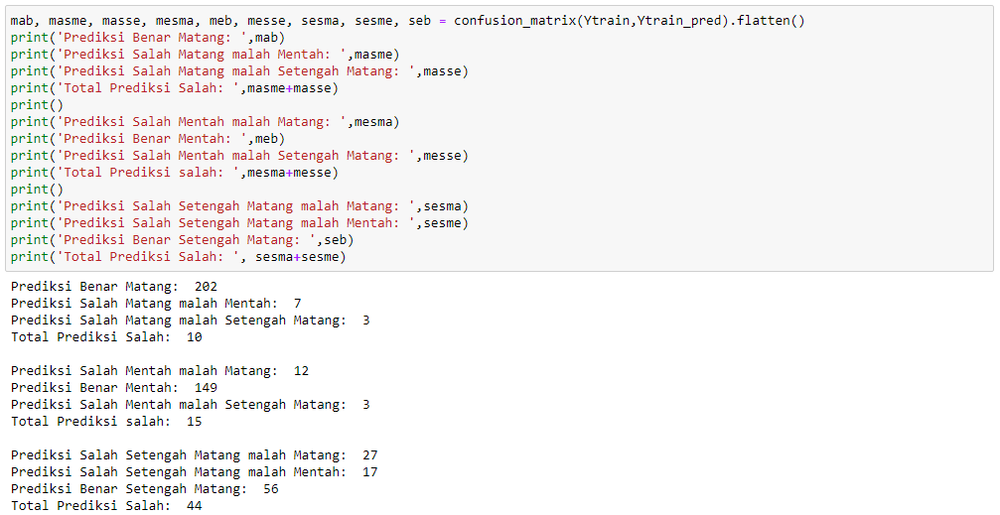 mab, masme, masse, mesma, meb, messe, sesma, sesme, seb = confusion_matrix(Ytrain,Ytrain_pred).flatten()
print('Prediksi Benar Matang: ',mab)
print('Prediksi Salah Matang malah Mentah: ',masme)
print('Prediksi Salah Matang malah Setengah Matang: ',masse)
print('Total Prediksi Salah: ',masme+masse)
print()
print('Prediksi Salah Mentah malah Matang: ',mesma)
print('Prediksi Benar Mentah: ',meb)
print('Prediksi Salah Mentah malah Setengah Matang: ',messe)
print('Total Prediksi salah: ',mesma+messe)
print()
print('Prediksi Salah Setengah Matang malah Matang: ',sesma)
print('Prediksi Salah Setengah Matang malah Mentah: ',sesme)
print('Prediksi Benar Setengah Matang: ',seb)
print('Total Prediksi Salah: ', sesma+sesme)
Prediksi Benar Matang:  202
Prediksi Salah Matang malah Mentah:  7
Prediksi Salah Matang malah Setengah Matang:  3
Total Prediksi Salah:  10

Prediksi Salah Mentah malah Matang:  12
Prediksi Benar Mentah:  149
Prediksi Salah Mentah malah Setengah Matang:  3
Total Prediksi salah:  15

Prediksi Salah Setengah Matang malah Matang:  27
Prediksi Salah Setengah Matang malah Mentah:  17
Prediksi Benar Setengah Matang:  56
Total Prediksi Salah:  44